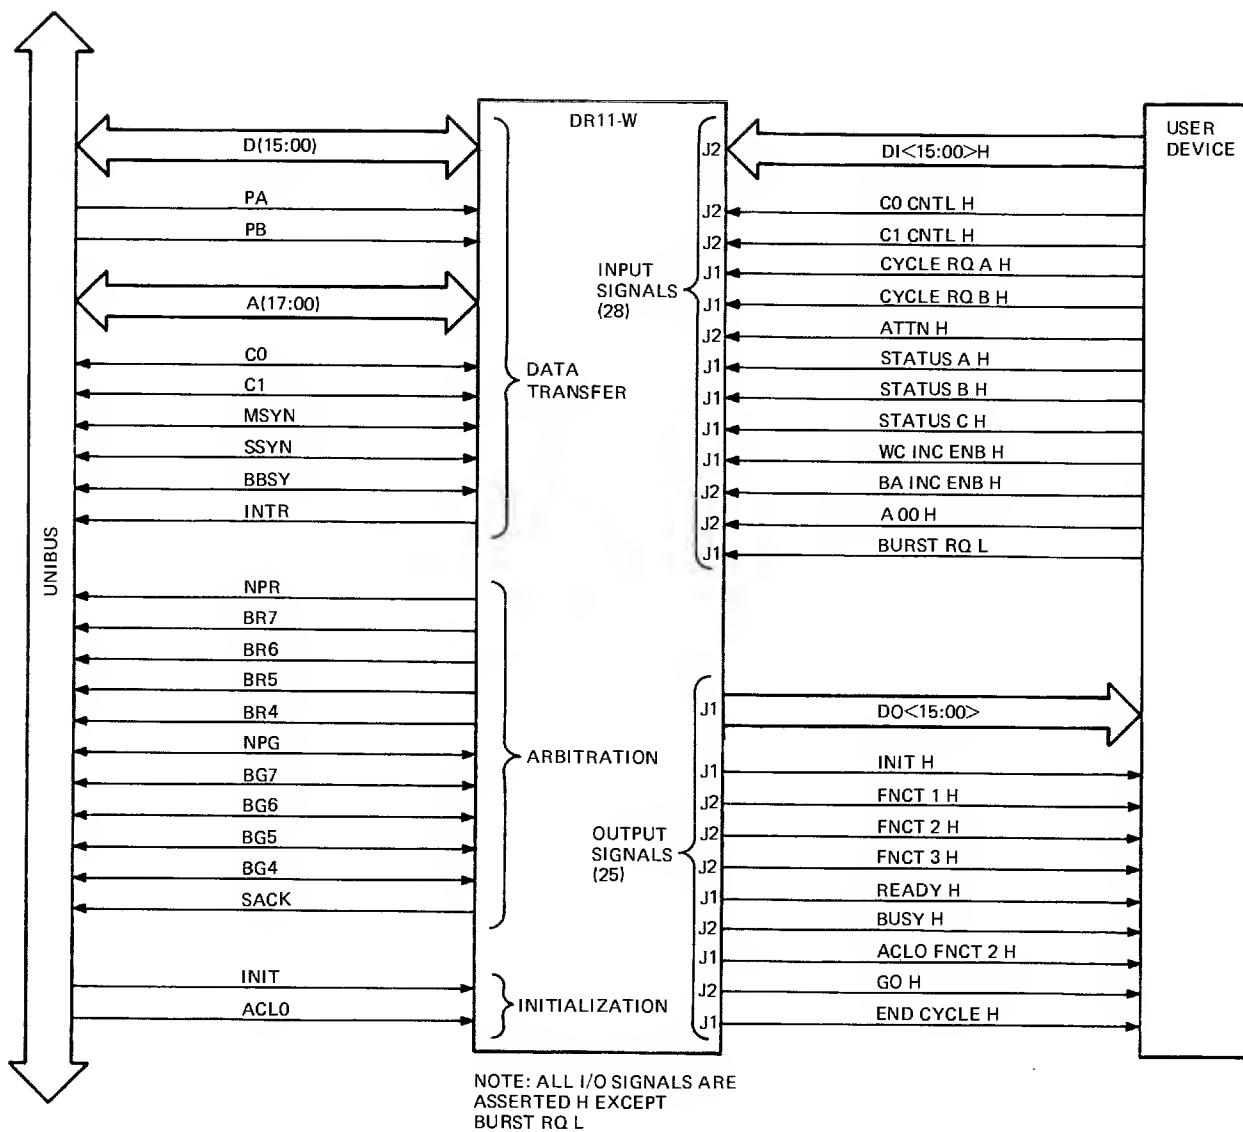 UNIBUS
D(15:00)
PA
PB
A(17:00)
C0
C1
MSYN
SSYN
BBSY
INTR
NPR
BR7
BR6
BR5
BR4
NPG
BG7
BG6
BG5
BG4
SACK
INIT
ACLO
DR11-W
DATA
TRANSFER
ARBITRATION
INITIALIZATION
INPUT
SIGNALS
(28)
OUTPUT
SIGNALS
(25)
J2 DI<15:00>H
J2 C0 CNTL H
J2 C1 CNTL H
J1 CYCLE RQ A H
J1 CYCLE RQ B H
J2 ATTN H
J1 STATUS A H
J1 STATUS B H
J1 STATUS C H
J1 WC INC ENB H
J2 BA INC ENB H
J2 A 00 H
J1 BURST RQ L
J1 DO<15:00>
J1 INIT H
J2 FNCT 1 H
J2 FNCT 2 H
J2 FNCT 3 H
J1 READY H
J2 BUSY H
J1 ACLO FNCT 2 H
J2 GO H
J1 END CYCLE H
USER
DEVICE
NOTE: ALL I/O SIGNALS ARE
ASSERTED H EXCEPT
BURST RQ L